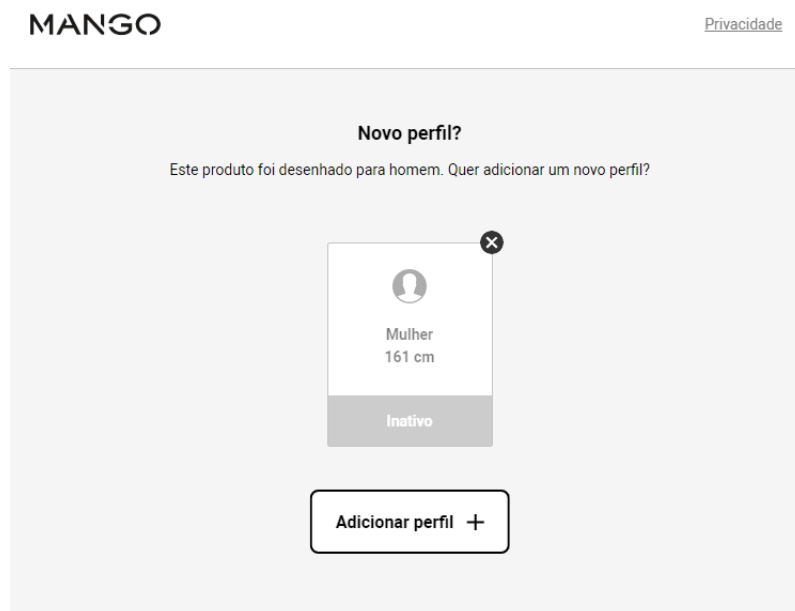 MANGO
Privacidade
Novo perfil?
Este produto foi desenhado para homem. Quer adicionar um novo perfil?
Mulher
161 cm
Inativo
Adicionar perfil +